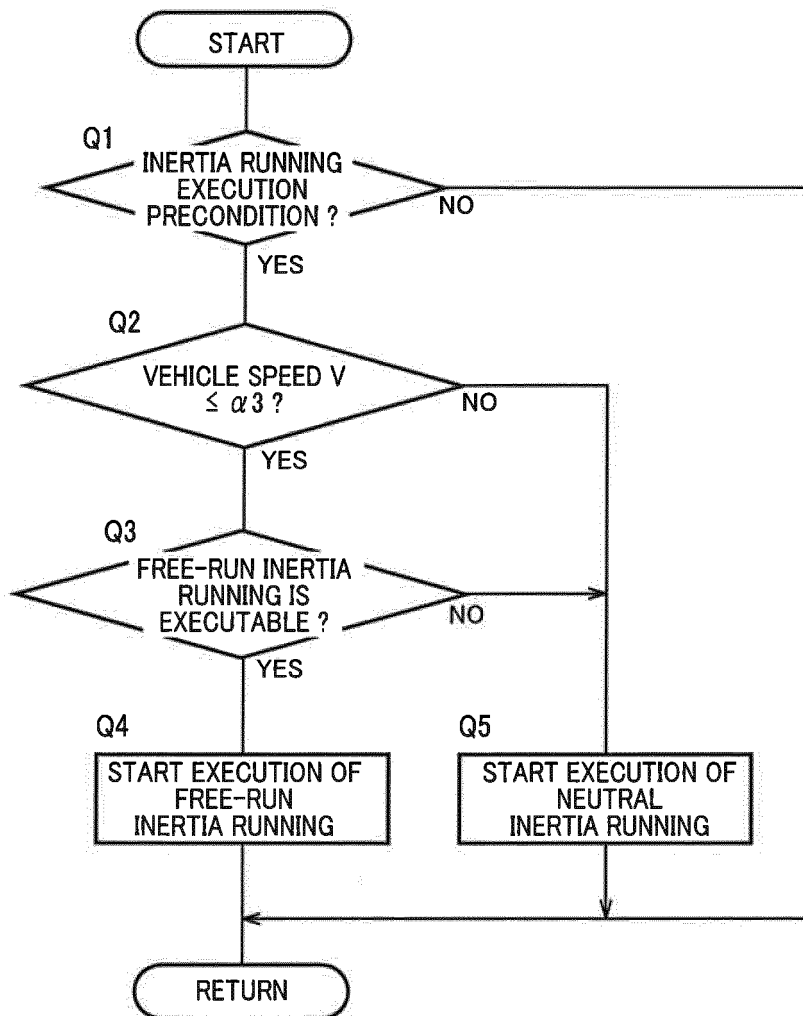 START
Q1
INERTIA RUNNING
EXECUTION
PRECONDITION ?
NO
YES
Q2
VEHICLE SPEED V
≤ α3 ?
NO
YES
Q3
FREE-RUN INERTIA
RUNNING IS
EXECUTABLE ?
NO
YES
Q4
START EXECUTION OF
FREE-RUN
INERTIA RUNNING
Q5
START EXECUTION OF
NEUTRAL
INERTIA RUNNING
RETURN